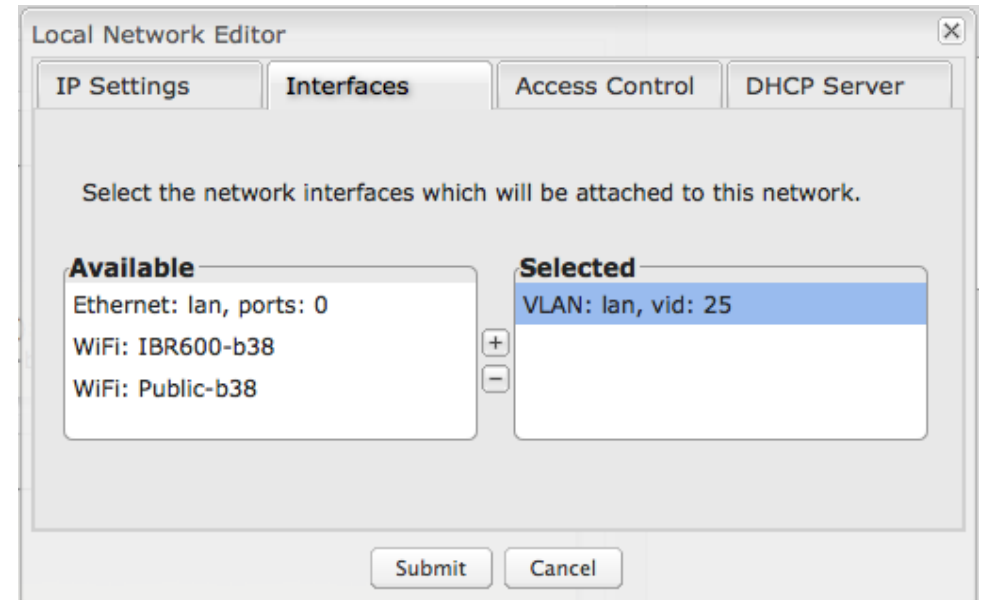 Local Network Editor
IP Settings
Interfaces
Access Control
DHCP Server
Select the network interfaces which will be attached to this network.
Available
Ethernet: lan, ports: 0
WiFi: IBR600-b38
WiFi: Public-b38
+
−
Selected
VLAN: lan, vid: 25
Submit
Cancel